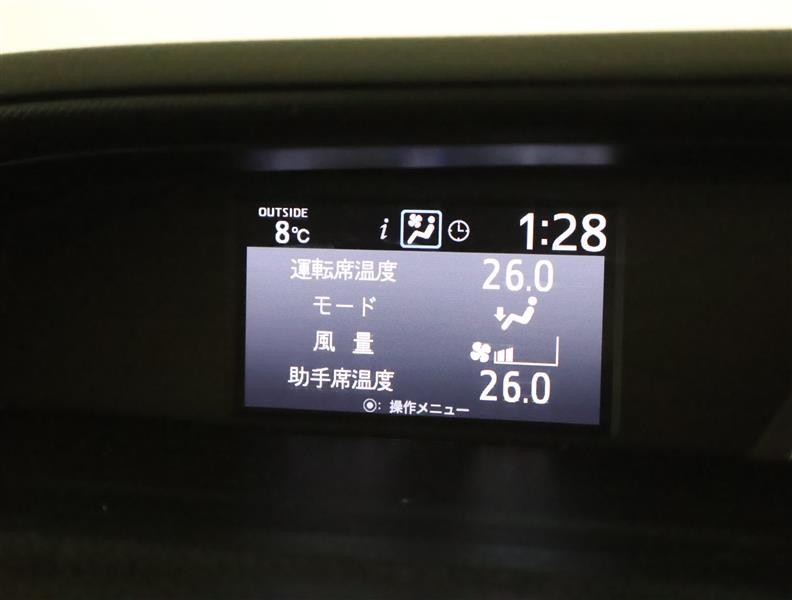 OUTSIDE
8℃ i 1:28
運転席温度 26.0
モード
風量
助手席温度 26.0
◉: 操作メニュー